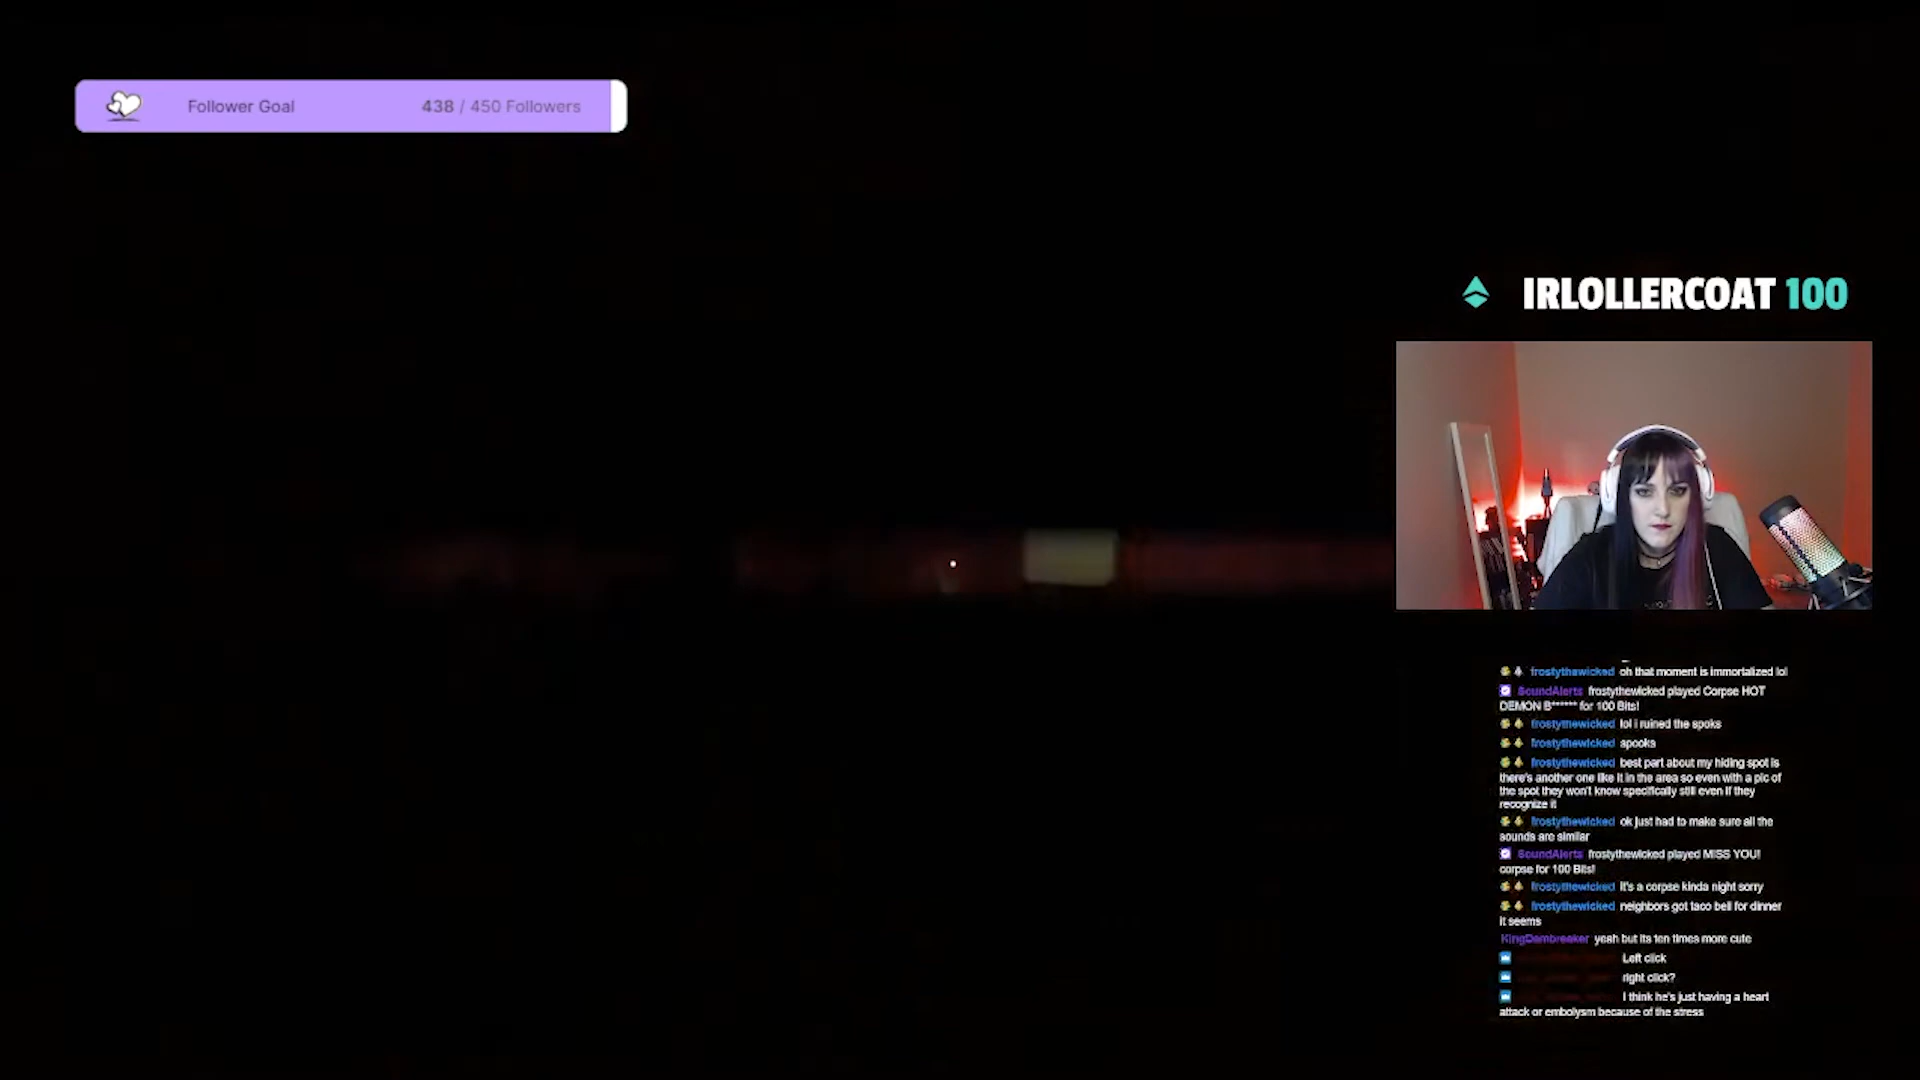 Follower Goal 438 / 450 Followers
IRLOLLERCOAT 100
frostythewicked oh that moment is immortalized lol
SoundAlerts frostythewicked played Corpse HOT
DEMON B****** for 100 Bits!
frostythewicked lol i ruined the spoks
frostythewicked spooks
frostythewicked best part about my hiding spot is
there's another one like it in the area so even with a pic of
the spot they won't know specifically still even if they
recognize it
frostythewicked ok just had to make sure all the
sounds are similar
SoundAlerts frostythewicked played MISS YOU!
corpse for 100 Bits!
frostythewicked it's a corpse kinda night sorry
frostythewicked neighbors got taco bell for dinner
it seems
KingDambreaker yeah but its ten times more cute
Left click
right click?
I think he's just having a heart
attack or embolysm because of the stress